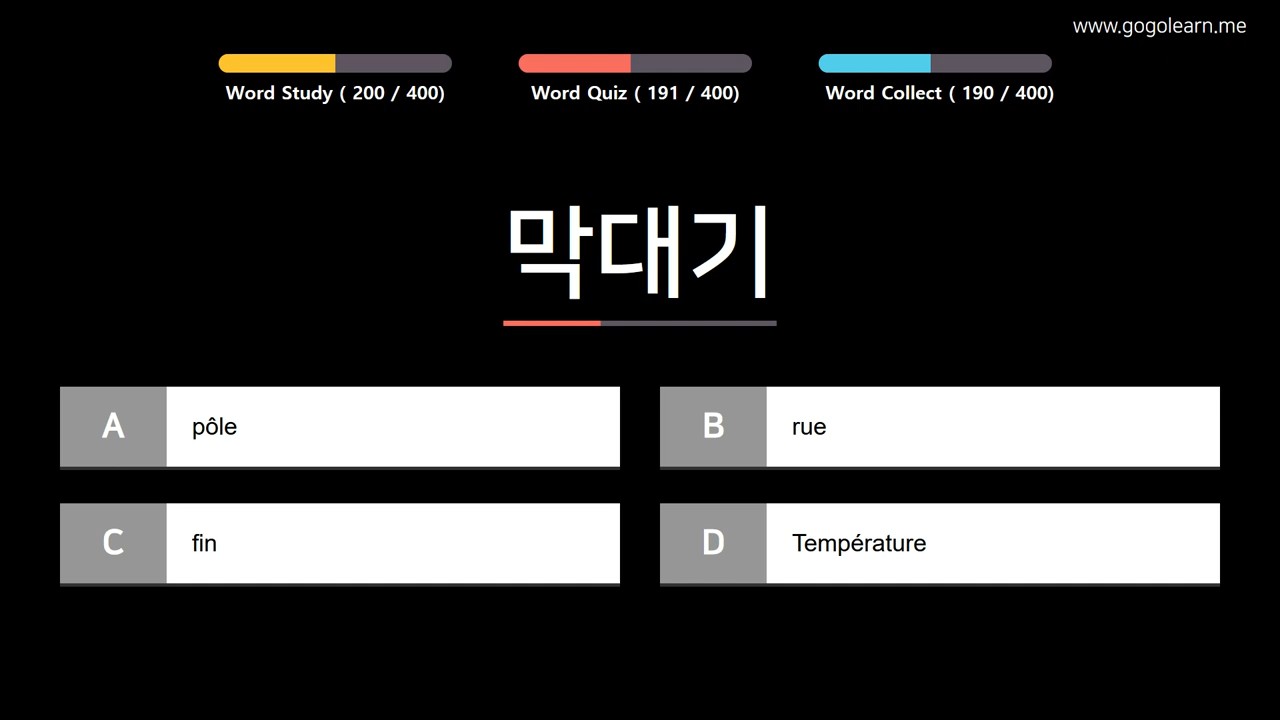 www.gogolearn.me
Word Study ( 200 / 400)
Word Quiz ( 191 / 400)
Word Collect ( 190 / 400)
막대기
A pôle
B rue
C fin
D Température